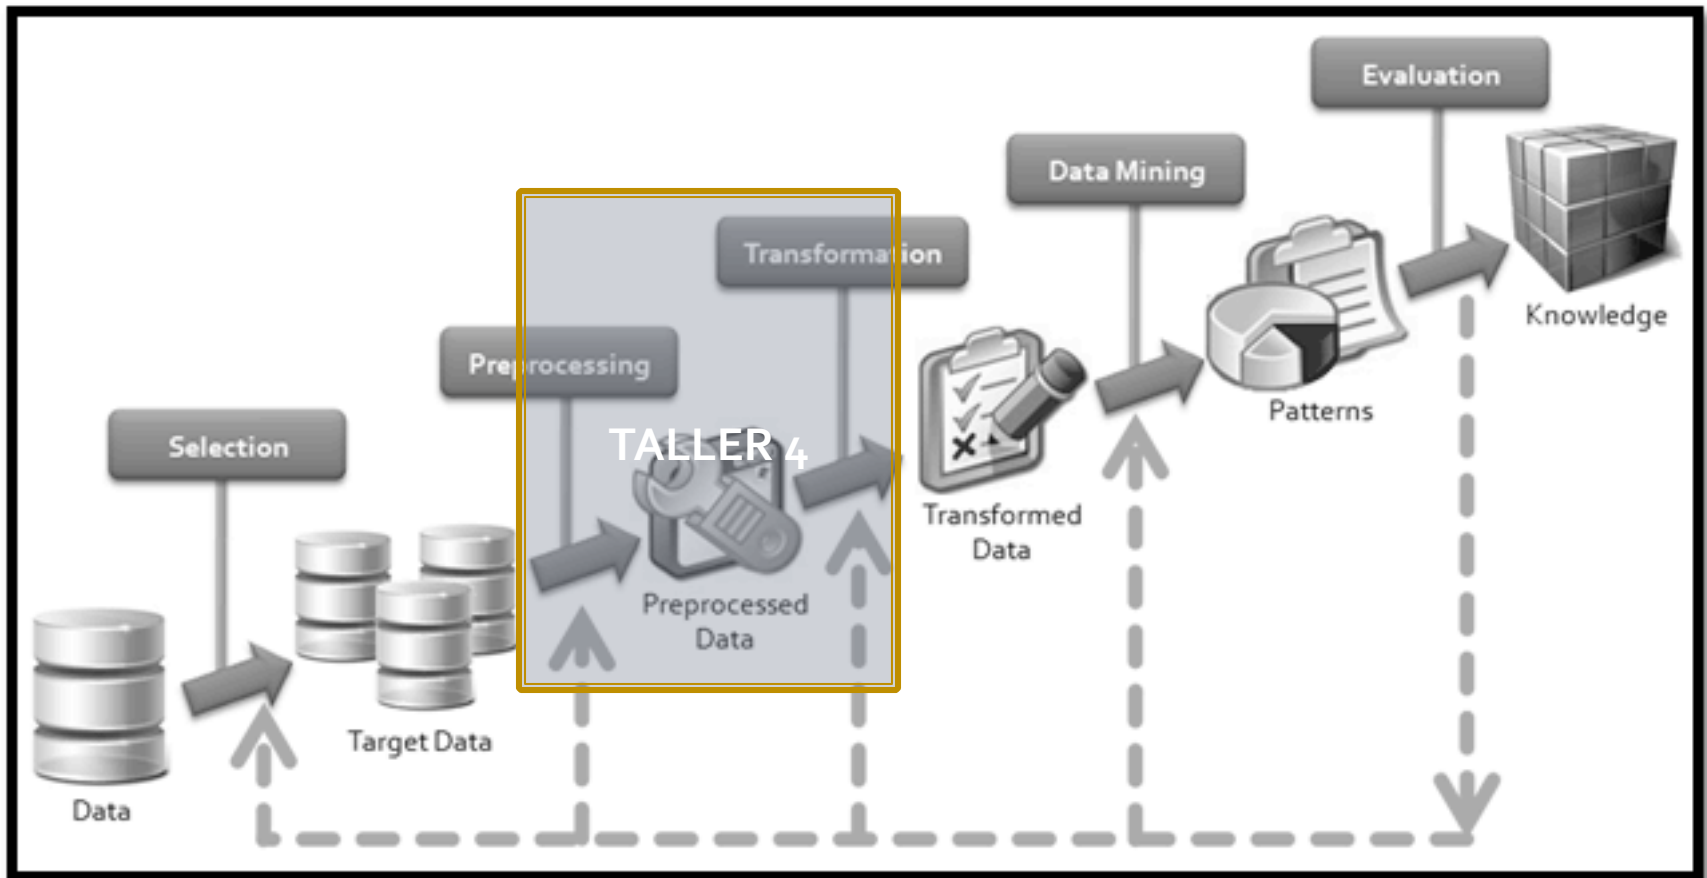 Evaluation
Data Mining
Transformation
Preprocessing
Selection
TALLER 4
Knowledge
Patterns
Transformed
Data
Preprocessed
Data
Target Data
Data